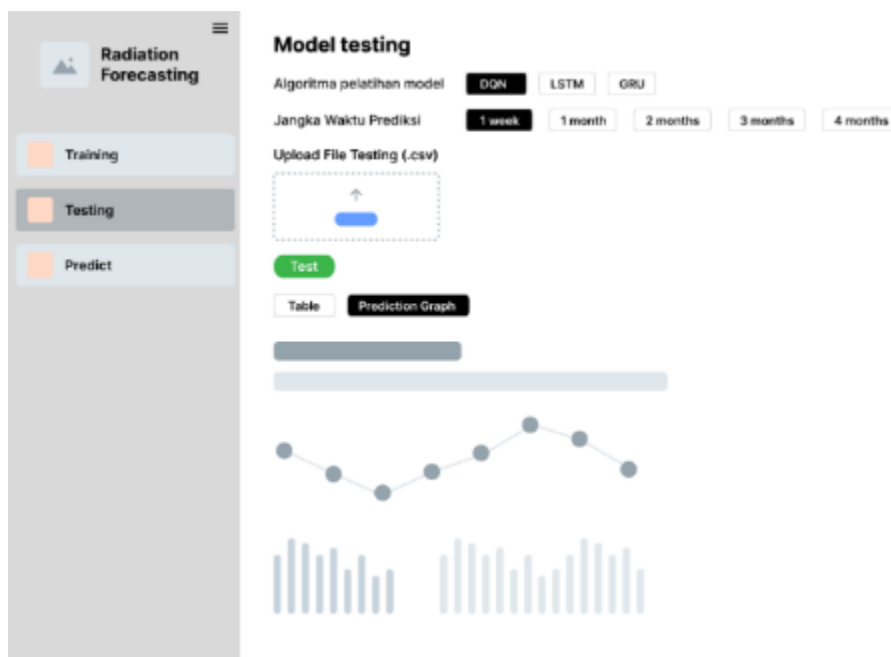 Radiation
Forecasting
Training
Testing
Predict
Model testing
Algoritma pelatihan model DQN LSTM GRU
Jangka Waktu Prediksi 1 week 1 month 2 months 3 months 4 months
Upload File Testing (.csv)
Test
Table Prediction Graph